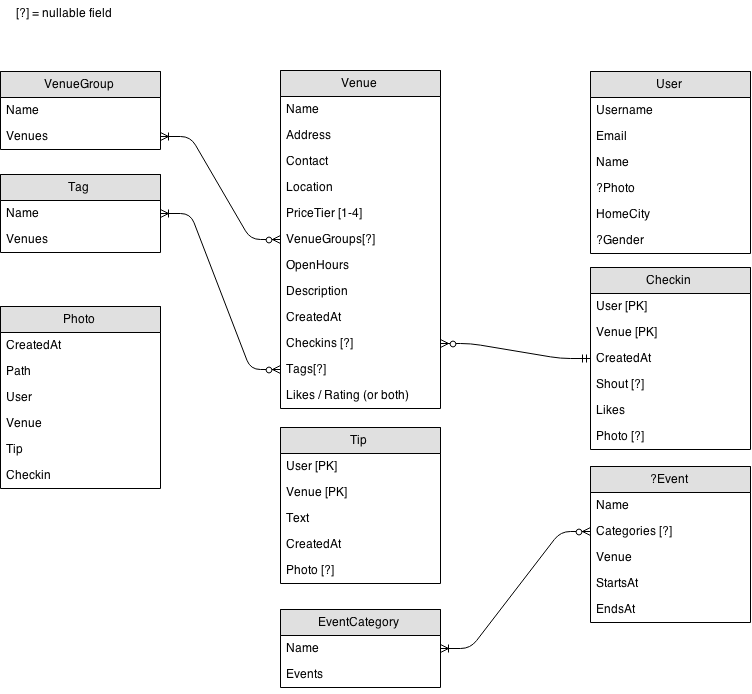 [?] = nullable field
VenueGroup
Name
Venues
Tag
Name
Venues
Photo
CreatedAt
Path
User
Venue
Tip
Checkin
Venue
Name
Address
Contact
Location
PriceTier [1-4]
VenueGroups[?]
OpenHours
Description
CreatedAt
Checkins [?]
Tags[?]
Likes / Rating (or both)
Tip
User [PK]
Venue [PK]
Text
CreatedAt
Photo [?]
EventCategory
Name
Events
User
Username
Email
Name
?Photo
HomeCity
?Gender
Checkin
User [PK]
Venue [PK]
CreatedAt
Shout [?]
Likes
Photo [?]
?Event
Name
Categories [?]
Venue
StartsAt
EndsAt